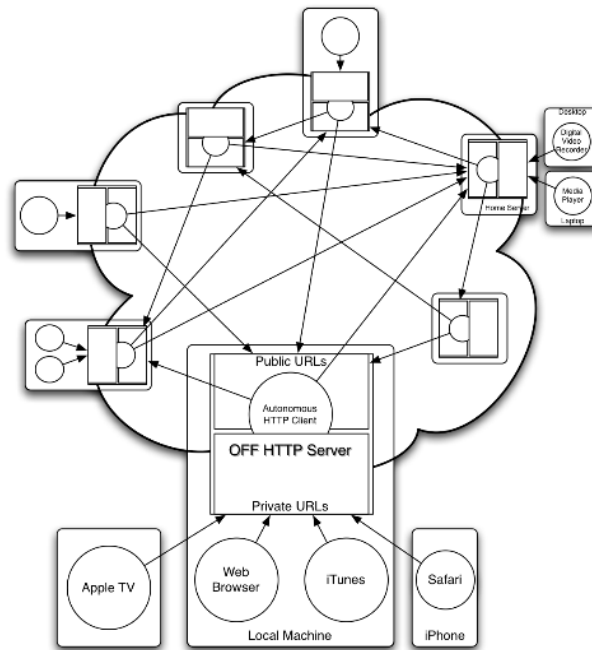 Desktop
Digital
Video
Recorder
Media
Player
Laptop
Home Server
Public URLs
Autonomous
HTTP Client
OFF HTTP Server
Private URLs
Apple TV
Web
Browser
iTunes
Safari
Local Machine
iPhone